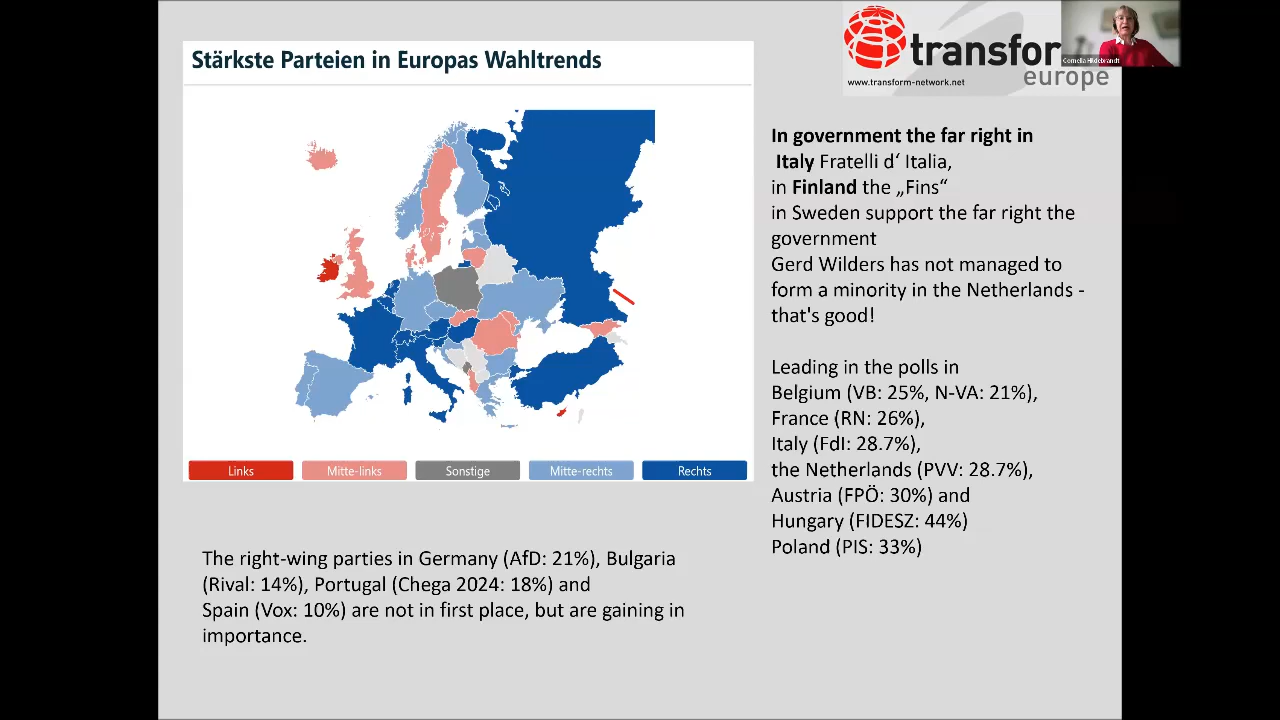 Stärkste Parteien in Europas Wahltrends
Links
Mitte-links
Sonstige
Mitte-rechts
Rechts
The right-wing parties in Germany (AfD: 21%), Bulgaria
(Rival: 14%), Portugal (Chega 2024: 18%) and
Spain (Vox: 10%) are not in first place, but are gaining in
importance.
transfor
europe
www.transform-network.net
Cornelia Hildebrandt
In government the far right in
Italy Fratelli d‘ Italia,
in Finland the „Fins“
in Sweden support the far right the
government
Gerd Wilders has not managed to
form a minority in the Netherlands -
that's good!
Leading in the polls in
Belgium (VB: 25%, N-VA: 21%),
France (RN: 26%),
Italy (FdI: 28.7%),
the Netherlands (PVV: 28.7%),
Austria (FPÖ: 30%) and
Hungary (FIDESZ: 44%)
Poland (PIS: 33%)